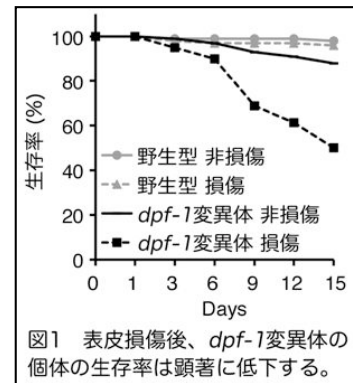 生存率 (%)
100
80
60
40
20
0
野生型 非損傷
野生型 損傷
dpf-1変異体 非損傷
dpf-1変異体 損傷
0 1 3 6 9 12 15
Days
図1 表皮損傷後、dpf-1変異体の
個体の生存率は顕著に低下する。